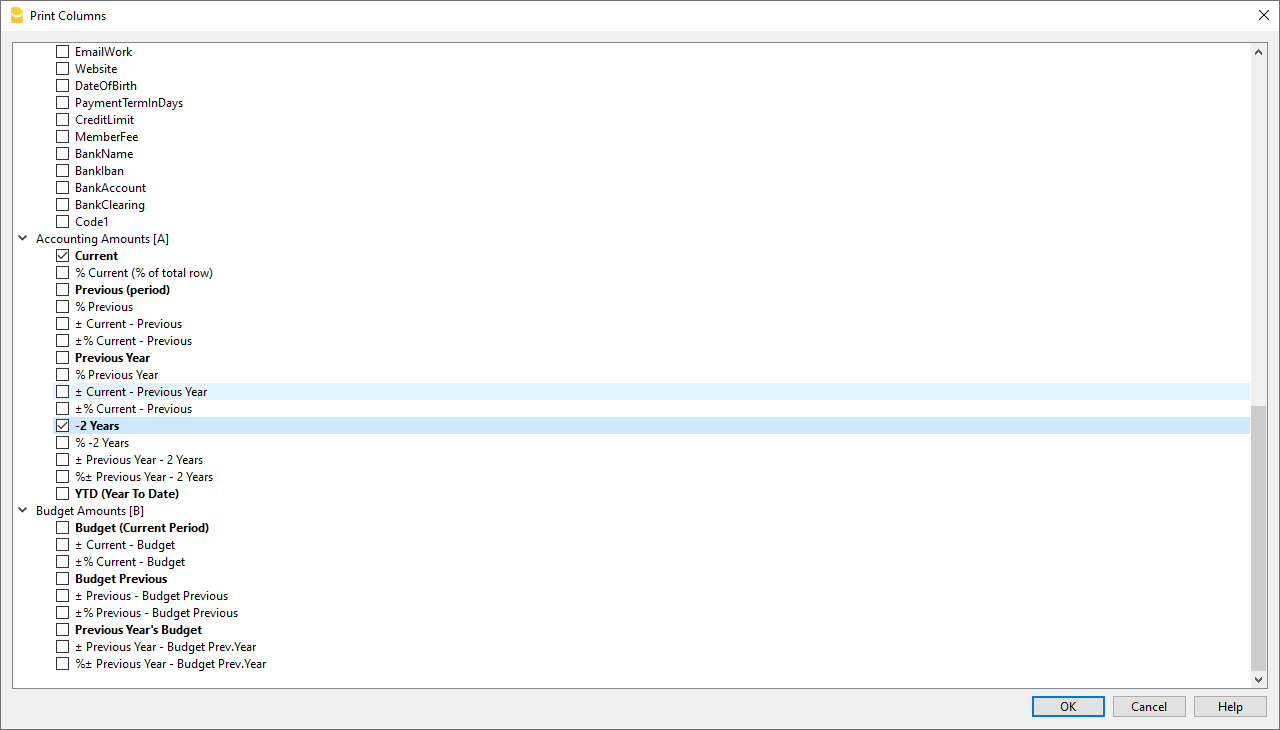 Print Columns
EmailWork
Website
DateOfBirth
PaymentTermInDays
CreditLimit
MemberFee
BankName
BankIban
BankAccount
BankClearing
Code1
Accounting Amounts [A]
Current
% Current (% of total row)
Previous (period)
% Previous
± Current - Previous
±% Current - Previous
Previous Year
% Previous Year
± Current - Previous Year
±% Current - Previous
-2 Years
% -2 Years
± Previous Year - 2 Years
%± Previous Year - 2 Years
YTD (Year To Date)
Budget Amounts [B]
Budget (Current Period)
± Current - Budget
±% Current - Budget
Budget Previous
± Previous - Budget Previous
±% Previous - Budget Previous
Previous Year's Budget
± Previous Year - Budget Prev.Year
%± Previous Year - Budget Prev.Year
OK Cancel Help